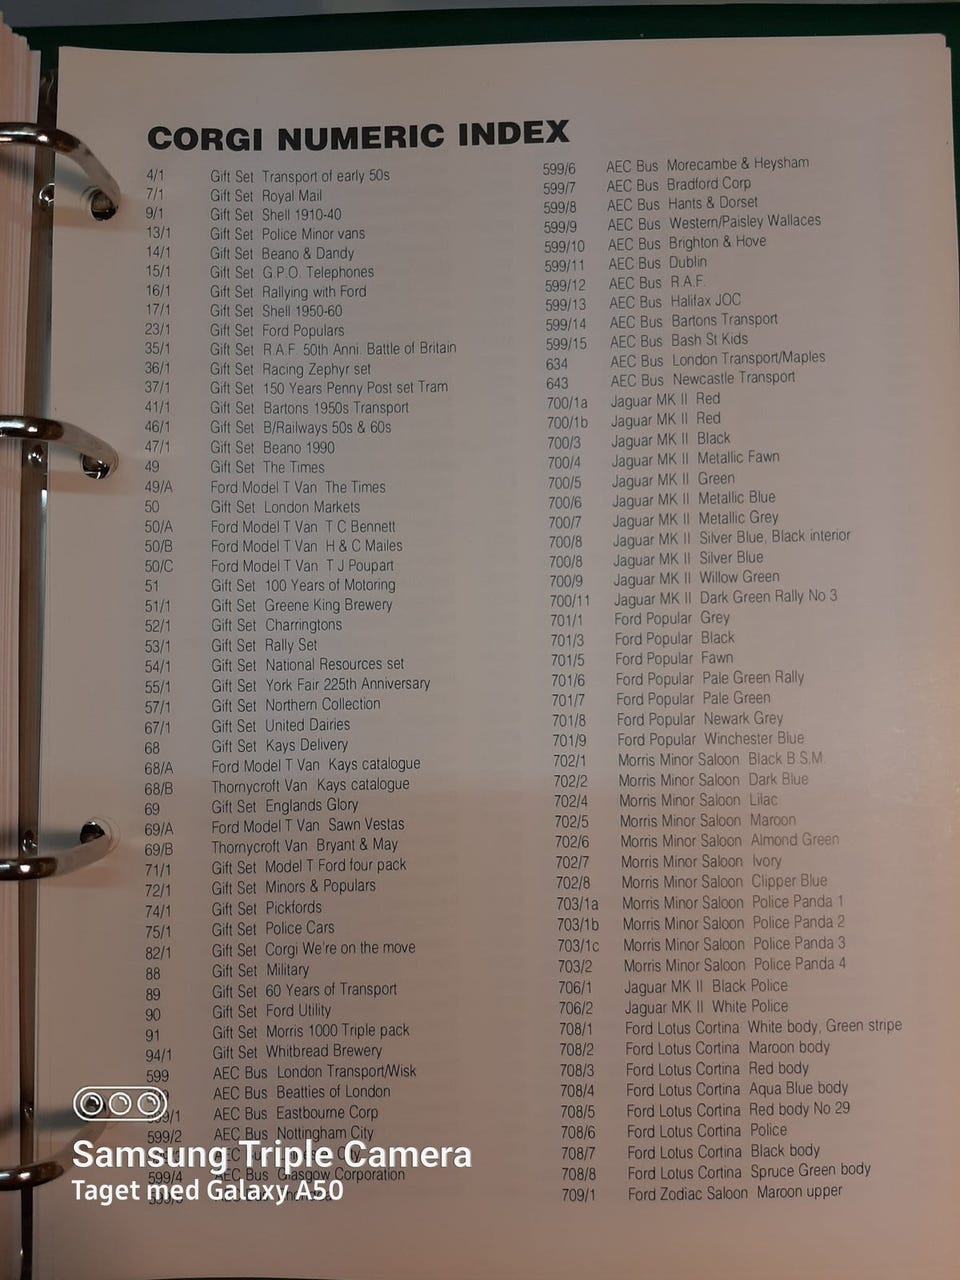 CORGI NUMERIC INDEX
4/1 Gift Set Transport of early 50s
7/1 Gift Set Royal Mail
9/1 Gift Set Shell 1910-40
13/1 Gift Set Police Minor vans
14/1 Gift Set Beano & Dandy
15/1 Gift Set G.P.O. Telephones
16/1 Gift Set Rallying with Ford
17/1 Gift Set Shell 1950-60
23/1 Gift Set Ford Populars
35/1 Gift Set R.A.F. 50th Anni. Battle of Britain
36/1 Gift Set Racing Zephyr set
37/1 Gift Set 150 Years Penny Post set Tram
41/1 Gift Set Bartons 1950s Transport
46/1 Gift Set B/Railways 50s & 60s
47/1 Gift Set Beano 1990
49 Gift Set The Times
49/A Ford Model T Van The Times
50 Gift Set London Markets
50/A Ford Model T Van T C Bennett
50/B Ford Model T Van H & C Mailes
50/C Ford Model T Van T J Poupart
51 Gift Set 100 Years of Motoring
51/1 Gift Set Greene King Brewery
52/1 Gift Set Charringtons
53/1 Gift Set Rally Set
54/1 Gift Set National Resources set
55/1 Gift Set York Fair 225th Anniversary
57/1 Gift Set Northern Collection
67/1 Gift Set United Dairies
68 Gift Set Kays Delivery
68/A Ford Model T Van Kays catalogue
68/B Thornycroft Van Kays catalogue
69 Gift Set Englands Glory
69/A Ford Model T Van Sawn Vestas
69/B Thornycroft Van Bryant & May
71/1 Gift Set Model T Ford four pack
72/1 Gift Set Minors & Populars
74/1 Gift Set Pickfords
75/1 Gift Set Police Cars
82/1 Gift Set Corgi We're on the move
88 Gift Set Military
89 Gift Set 60 Years of Transport
90 Gift Set Ford Utility
91 Gift Set Morris 1000 Triple pack
94/1 Gift Set Whitbread Brewery
599 AEC Bus London Transport/Wisk
AEC Bus Beatties of London
AEC Bus Eastbourne Corp
599/2 AEC Bus Nottingham City
599/4 AEC Bus Glasgow Corporation
599/6 AEC Bus Morecambe & Heysham
599/7 AEC Bus Bradford Corp
599/8 AEC Bus Hants & Dorset
599/9 AEC Bus Western/Paisley Wallaces
599/10 AEC Bus Brighton & Hove
599/11 AEC Bus Dublin
599/12 AEC Bus R.A.F.
599/13 AEC Bus Halifax JOC
599/14 AEC Bus Bartons Transport
599/15 AEC Bus Bash St Kids
634 AEC Bus London Transport/Maples
643 AEC Bus Newcastle Transport
700/1a Jaguar MK II Red
700/1b Jaguar MK II Red
700/3 Jaguar MK II Black
700/4 Jaguar MK II Metallic Fawn
700/5 Jaguar MK II Green
700/6 Jaguar MK II Metallic Blue
700/7 Jaguar MK II Metallic Grey
700/8 Jaguar MK II Silver Blue, Black interior
700/8 Jaguar MK II Silver Blue
700/9 Jaguar MK II Willow Green
700/11 Jaguar MK II Dark Green Rally No 3
701/1 Ford Popular Grey
701/3 Ford Popular Black
701/5 Ford Popular Fawn
701/6 Ford Popular Pale Green Rally
701/7 Ford Popular Pale Green
701/8 Ford Popular Newark Grey
701/9 Ford Popular Winchester Blue
702/1 Morris Minor Saloon Black B.S.M.
702/2 Morris Minor Saloon Dark Blue
702/4 Morris Minor Saloon Lilac
702/5 Morris Minor Saloon Maroon
702/6 Morris Minor Saloon Almond Green
702/7 Morris Minor Saloon Ivory
702/8 Morris Minor Saloon Clipper Blue
703/1a Morris Minor Saloon Police Panda 1
703/1b Morris Minor Saloon Police Panda 2
703/1c Morris Minor Saloon Police Panda 3
703/2 Morris Minor Saloon Police Panda 4
706/1 Jaguar MK II Black Police
706/2 Jaguar MK II White Police
708/1 Ford Lotus Cortina White body, Green stripe
708/2 Ford Lotus Cortina Maroon body
708/3 Ford Lotus Cortina Red body
708/4 Ford Lotus Cortina Aqua Blue body
708/5 Ford Lotus Cortina Red body No 29
708/6 Ford Lotus Cortina Police
708/7 Ford Lotus Cortina Black body
708/8 Ford Lotus Cortina Spruce Green body
709/1 Ford Zodiac Saloon Maroon upper
Samsung Triple Camera
Taget med Galaxy A50